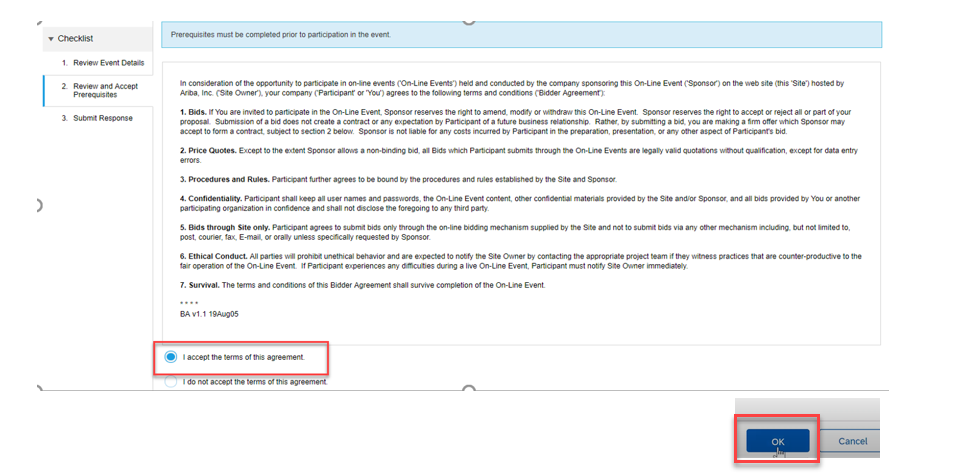 Prerequisites must be completed prior to participation in the event.
▼ Checklist
1. Review Event Details
2. Review and Accept
Prerequisites
3. Submit Response
In consideration of the opportunity to participate in on-line events ('On-Line Events') held and conducted by the company sponsoring this On-Line Event ('Sponsor') on the web site (this 'Site') hosted by
Ariba, Inc. ('Site Owner'), your company ('Participant' or 'You') agrees to the following terms and conditions ('Bidder Agreement'):
1. Bids. If You are invited to participate in the On-Line Event, Sponsor reserves the right to amend, modify or withdraw this On-Line Event. Sponsor reserves the right to accept or reject all or part of your
proposal. Submission of a bid does not create a contract or any expectation by Participant of a future business relationship. Rather, by submitting a bid, you are making a firm offer which Sponsor may
accept to form a contract, subject to section 2 below. Sponsor is not liable for any costs incurred by Participant in the preparation, presentation, or any other aspect of Participant's bid.
2. Price Quotes. Except to the extent Sponsor allows a non-binding bid, all Bids which Participant submits through the On-Line Events are legally valid quotations without qualification, except for data entry
errors.
3. Procedures and Rules. Participant further agrees to be bound by the procedures and rules established by the Site and Sponsor.
4. Confidentiality. Participant shall keep all user names and passwords, the On-Line Event content, other confidential materials provided by the Site and/or Sponsor, and all bids provided by You or another
participating organization in confidence and shall not disclose the foregoing to any third party.
5. Bids through Site only. Participant agrees to submit bids only through the on-line bidding mechanism supplied by the Site and not to submit bids via any other mechanism including, but not limited to,
post, courier, fax, E-mail, or orally unless specifically requested by Sponsor.
6. Ethical Conduct. All parties will prohibit unethical behavior and are expected to notify the Site Owner by contacting the appropriate project team if they witness practices that are counter-productive to the
fair operation of the On-Line Event. If Participant experiences any difficulties during a live On-Line Event, Participant must notify Site Owner immediately.
7. Survival. The terms and conditions of this Bidder Agreement shall survive completion of the On-Line Event.
* * * *
BA v1.1 19Aug05
I accept the terms of this agreement.
I do not accept the terms of this agreement.
OK
Cancel